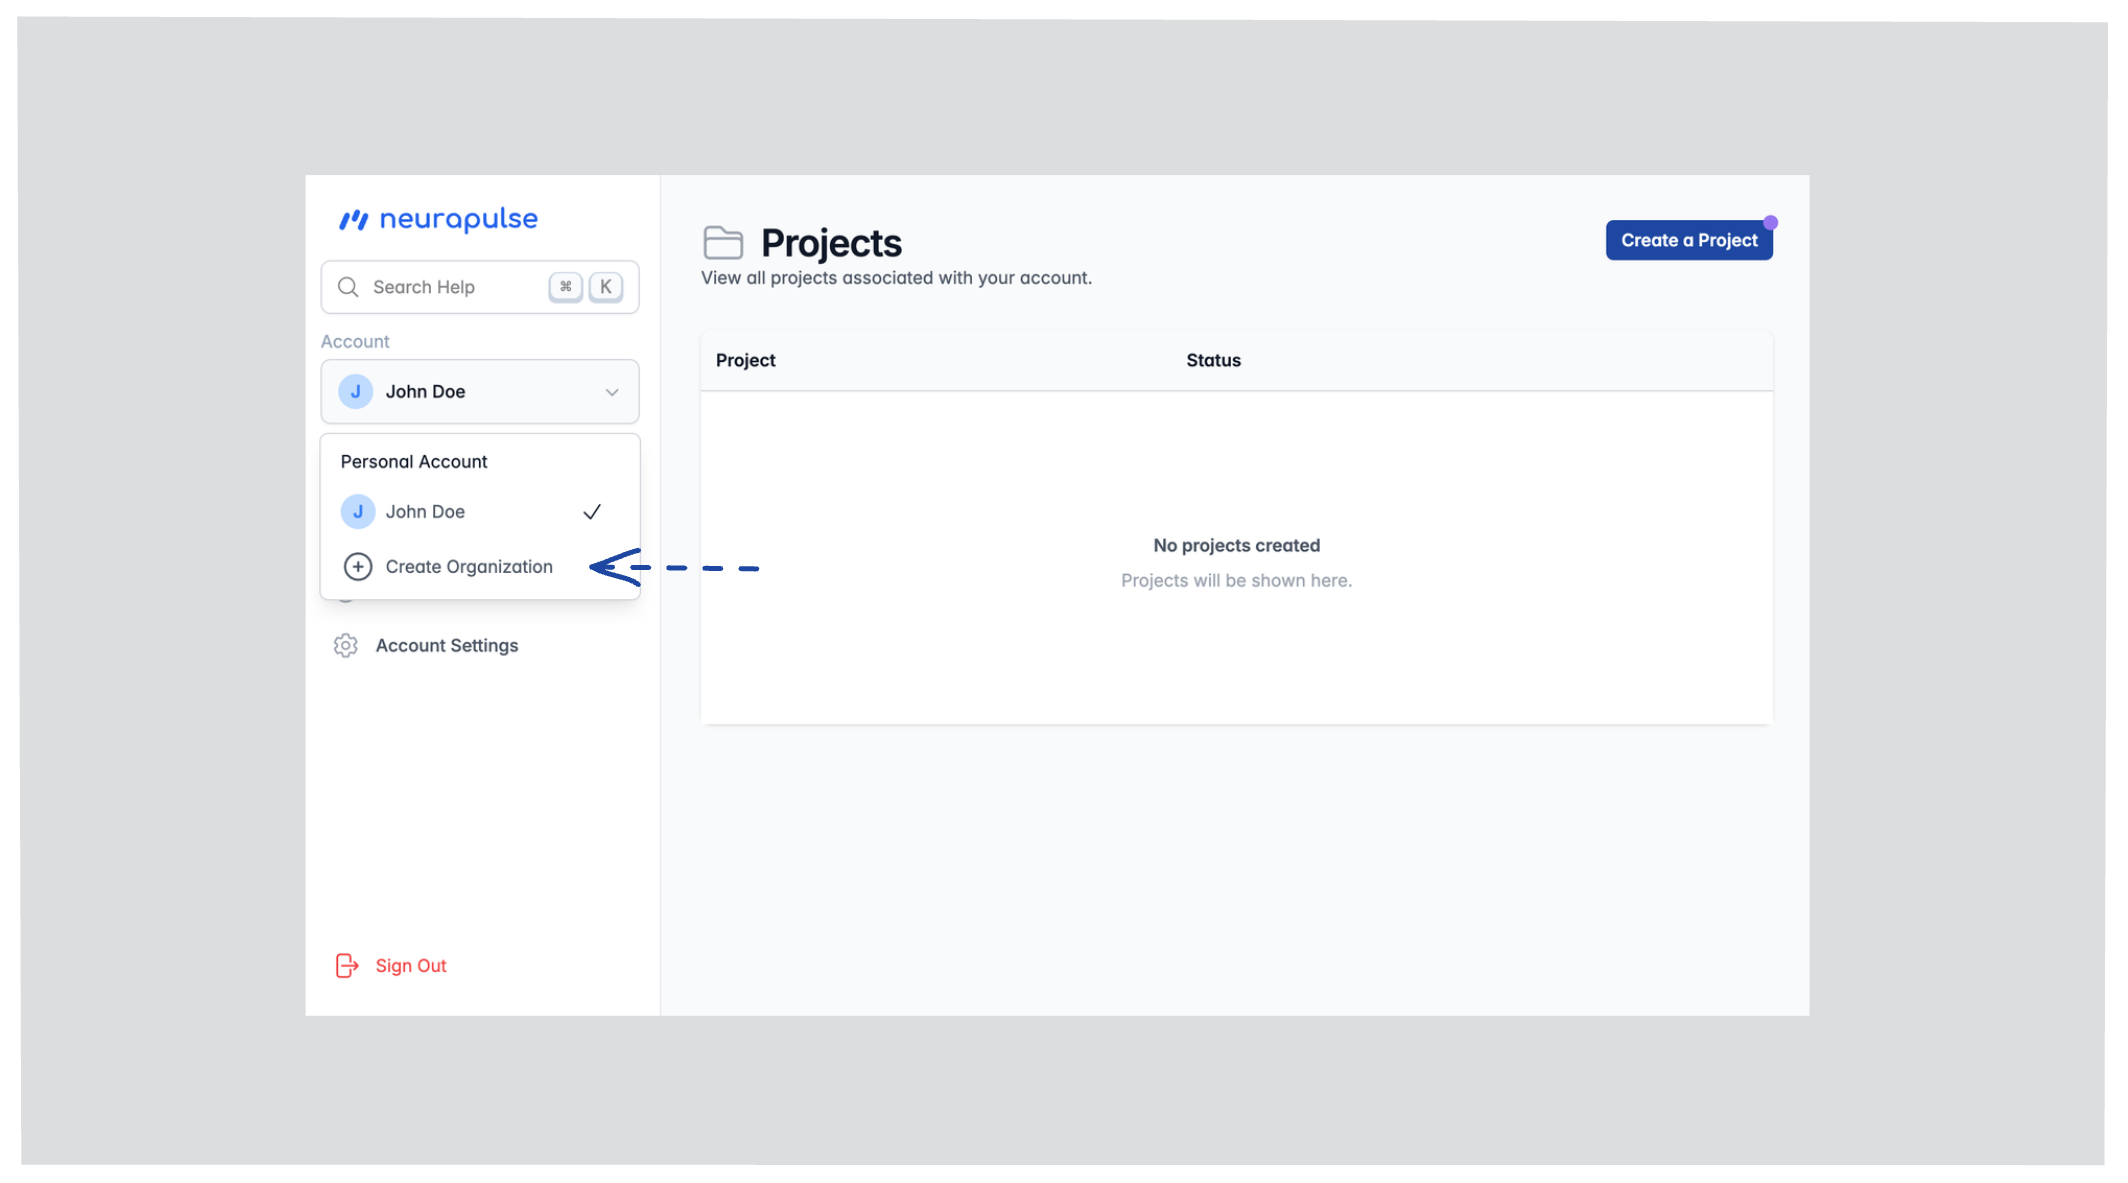 neurapulse
Search Help ⌘ K
Account
J John Doe
Personal Account
J John Doe
Create Organization
Account Settings
Sign Out
Projects
View all projects associated with your account.
Create a Project
Project Status
No projects created
Projects will be shown here.